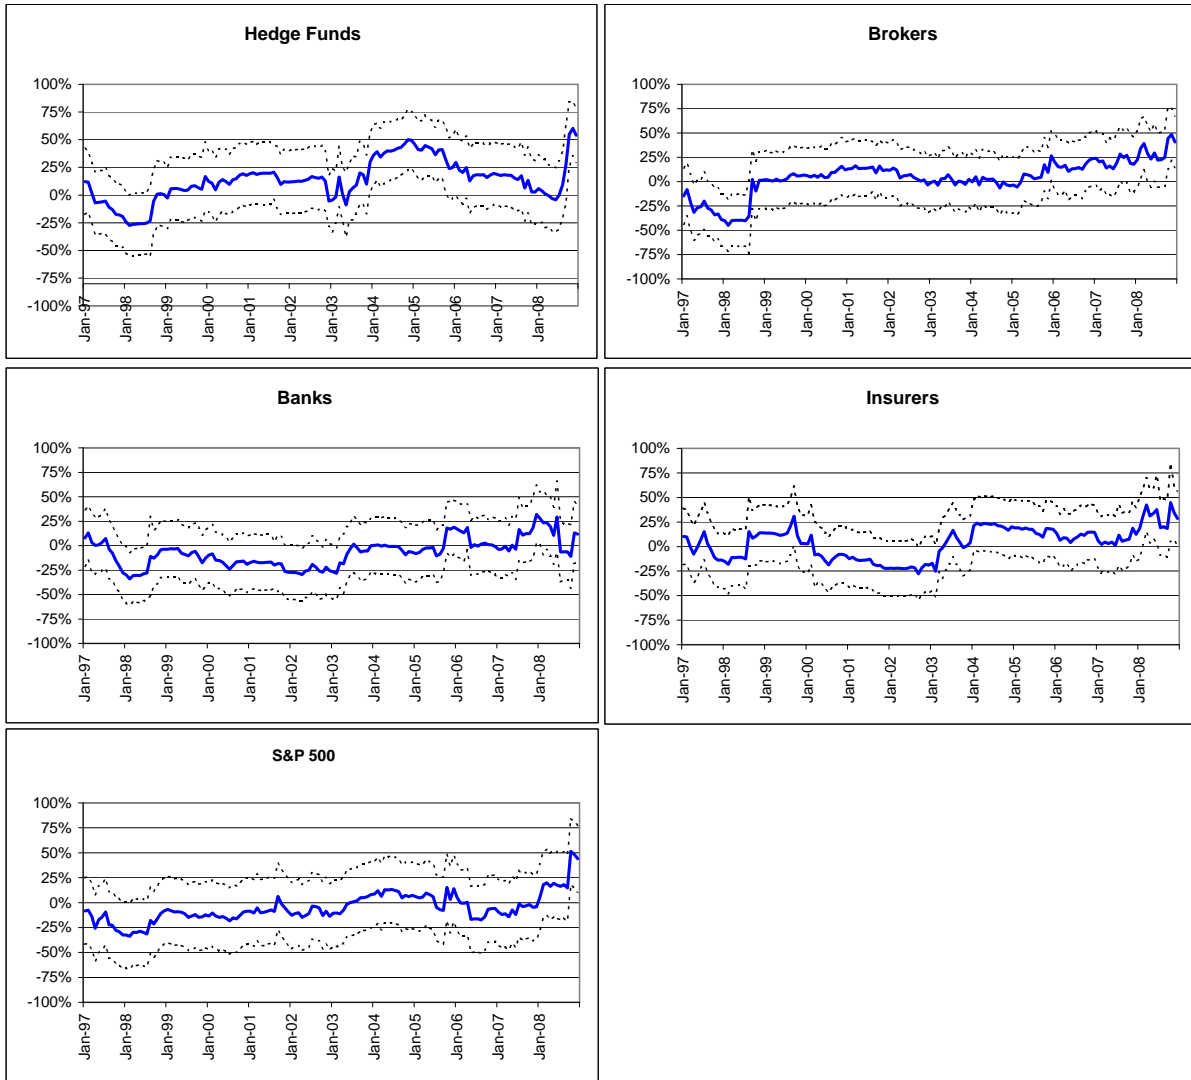 Hedge Funds
100%
75%
50%
25%
0%
-25%
-50%
-75%
-100%
Jan-97
Jan-98
Jan-99
Jan-00
Jan-01
Jan-02
Jan-03
Jan-04
Jan-05
Jan-06
Jan-07
Jan-08
Brokers
100%
75%
50%
25%
0%
-25%
-50%
-75%
-100%
Jan-97
Jan-98
Jan-99
Jan-00
Jan-01
Jan-02
Jan-03
Jan-04
Jan-05
Jan-06
Jan-07
Jan-08
Banks
100%
75%
50%
25%
0%
-25%
-50%
-75%
-100%
Jan-97
Jan-98
Jan-99
Jan-00
Jan-01
Jan-02
Jan-03
Jan-04
Jan-05
Jan-06
Jan-07
Jan-08
Insurers
100%
75%
50%
25%
0%
-25%
-50%
-75%
-100%
Jan-97
Jan-98
Jan-99
Jan-00
Jan-01
Jan-02
Jan-03
Jan-04
Jan-05
Jan-06
Jan-07
Jan-08
S&P 500
100%
75%
50%
25%
0%
-25%
-50%
-75%
-100%
Jan-97
Jan-98
Jan-99
Jan-00
Jan-01
Jan-02
Jan-03
Jan-04
Jan-05
Jan-06
Jan-07
Jan-08